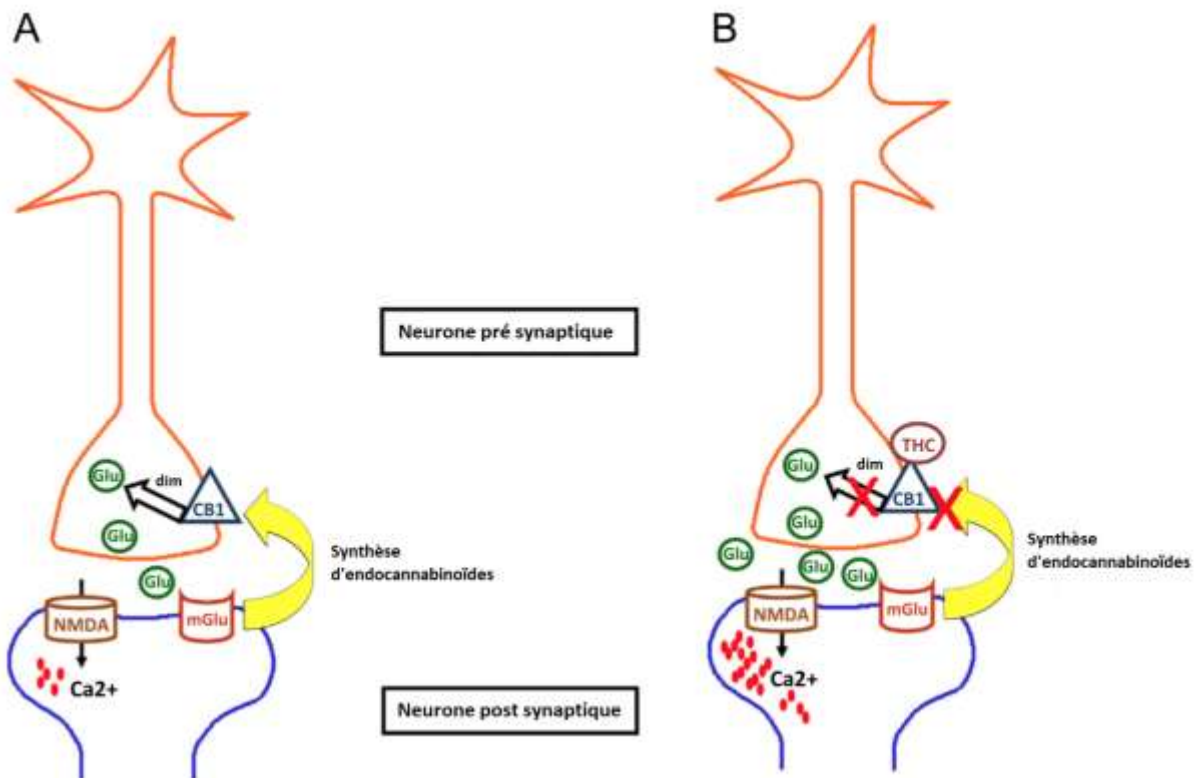 A
B
Neurone pré synaptique
THC
Glu
dim
CB1
Glu
Glu
dim
CB1
Glu
Synthèse
d'endocannabinoïdes
Synthèse
d'endocannabinoïdes
Glu
Glu
Glu
Glu
NMDA
mGlu
NMDA
mGlu
Ca2+
Ca2+
Neurone post synaptique